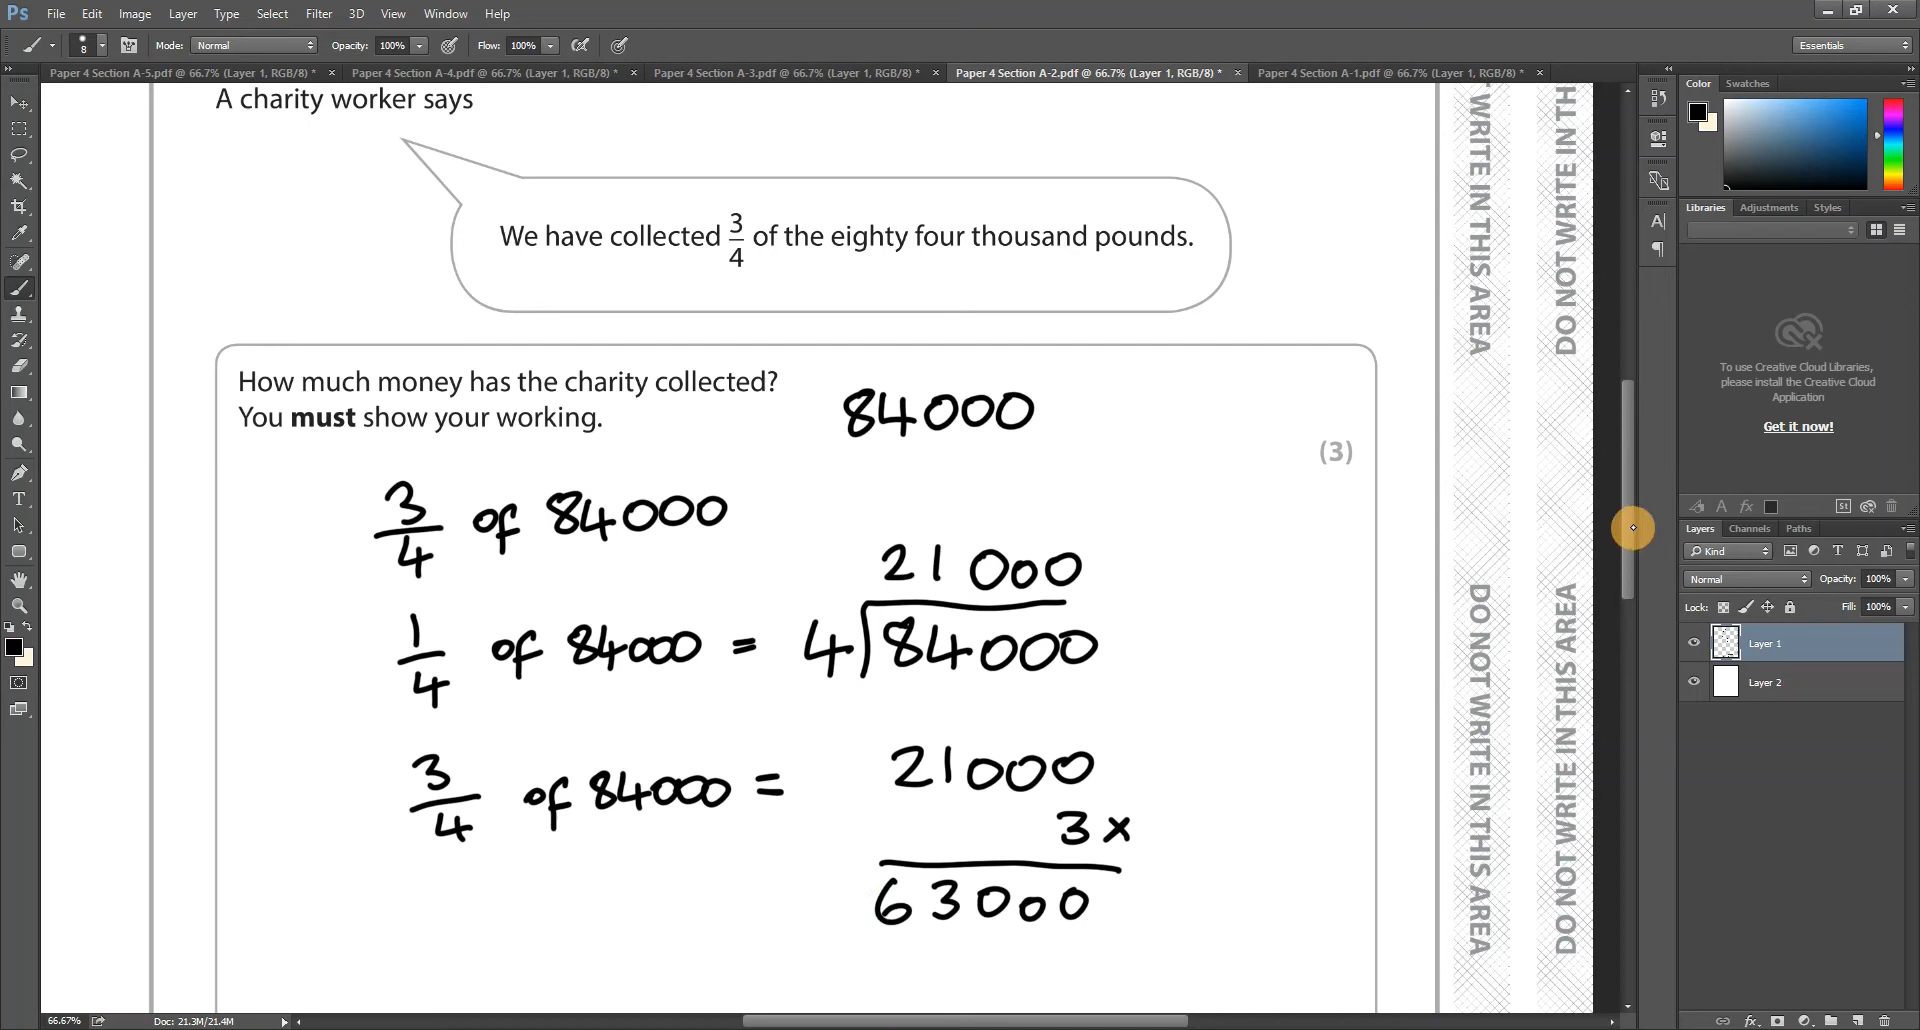 Ps File Edit Image Layer Type Select Filter 3D View Window Help
8 Mode: Normal Opacity: 100% Flow: 100% Essentials
Paper 4 Section A-5.pdf @ 66.7% (Layer 1, RGB/8) * × Paper 4 Section A-4.pdf @ 66.7% (Layer 1, RGB/8) * × Paper 4 Section A-3.pdf @ 66.7% (Layer 1, RGB/8) * × Paper 4 Section A-2.pdf @ 66.7% (Layer 1, RGB/8) * × Paper 4 Section A-1.pdf @ 66.7% (Layer 1, RGB/8) * ×
A charity worker says
We have collected 3/4 of the eighty four thousand pounds.
How much money has the charity collected?
You must show your working.
84000
(3)
3/4 of 84000
21000
1/4 of 84000 = 4)84000
3/4 of 84000 = 21000
3 ×
63000
T WRITE IN THIS AREA
DO NOT WRITE IN TH
DO NOT WRITE IN THIS AREA
DO NOT WRITE IN THIS AREA
Color Swatches
Libraries Adjustments Styles
To use Creative Cloud Libraries,
please install the Creative Cloud
Application
Get it now!
A fx St
Layers Channels Paths
Kind
Normal Opacity: 100%
Lock: Fill: 100%
Layer 1
Layer 2
fx
66.67% Doc: 21.3M/21.4M